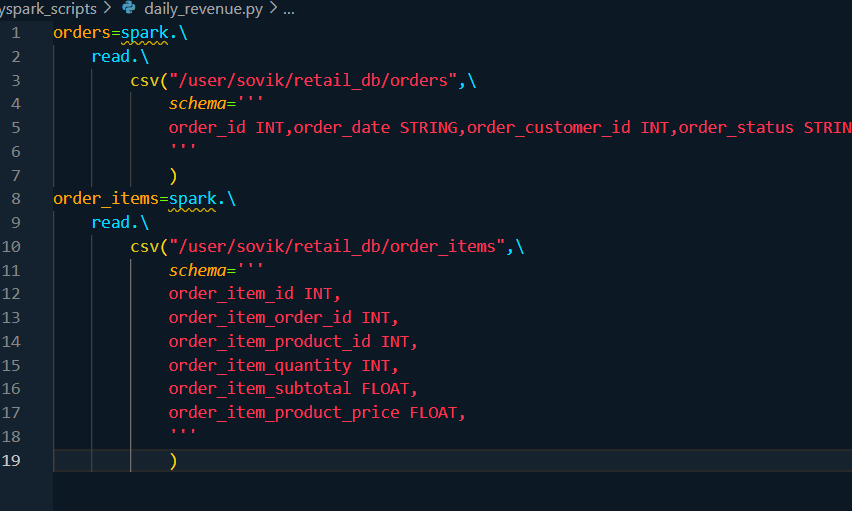 yspark_scripts > daily_revenue.py > ...
1 orders=spark.\
2 read.\
3 csv("/user/sovik/retail_db/orders",\
4 schema='''
5 order_id INT,order_date STRING,order_customer_id INT,order_status STRIN
6 '''
7 )
8 order_items=spark.\
9 read.\
10 csv("/user/sovik/retail_db/order_items",\
11 schema='''
12 order_item_id INT,
13 order_item_order_id INT,
14 order_item_product_id INT,
15 order_item_quantity INT,
16 order_item_subtotal FLOAT,
17 order_item_product_price FLOAT,
18 '''
19 )